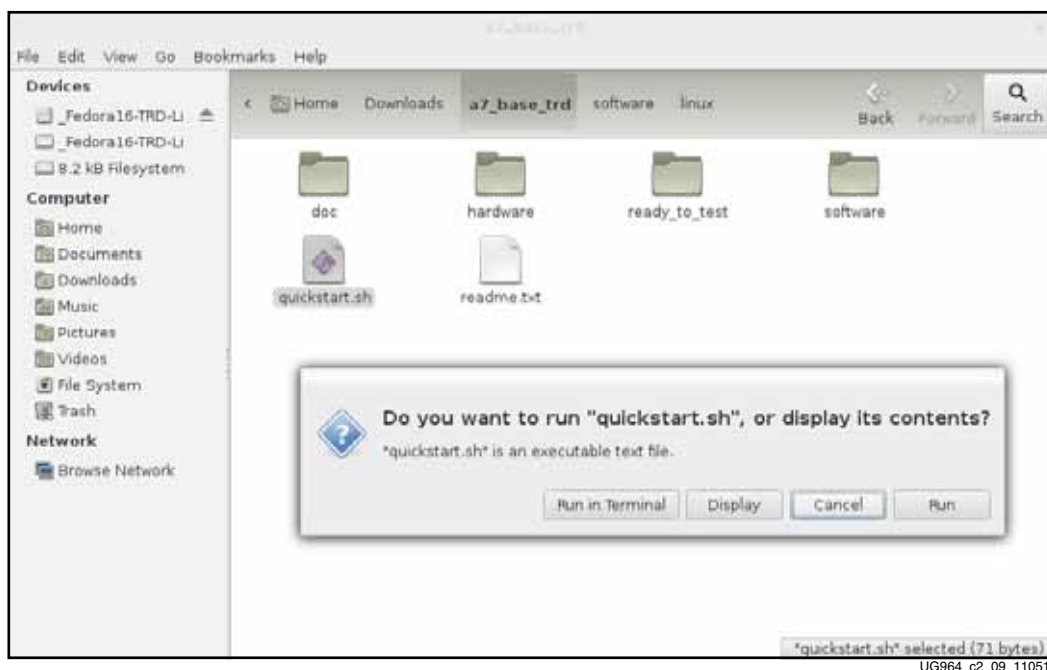 a7_base_trd
File Edit View Go Bookmarks Help
Devices
_Fedora16-TRD-Li
_Fedora16-TRD-Li
8.2 kB Filesystem
Computer
Home
Documents
Downloads
Music
Pictures
Videos
File System
Trash
Network
Browse Network
Home Downloads a7_base_trd software linux
Back Forward Search
doc hardware ready_to_test software
quickstart.sh readme.txt
Do you want to run "quickstart.sh", or display its contents?
"quickstart.sh" is an executable text file.
Run in Terminal Display Cancel Run
"quickstart.sh" selected (71 bytes)
UG964_c2_09_11051